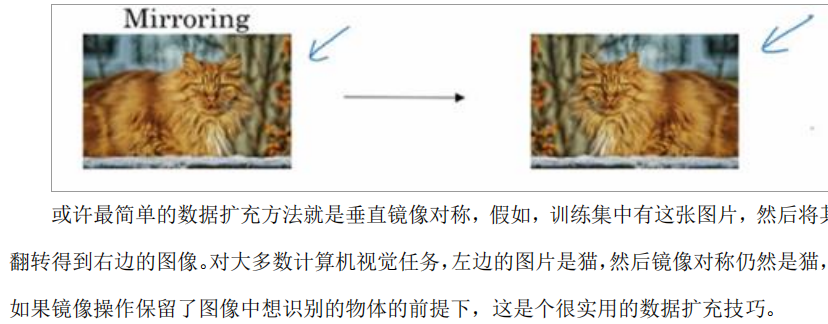 Mirroring
或许最简单的数据扩充方法就是垂直镜像对称，假如，训练集中有这张图片，然后将
翻转得到右边的图像。对大多数计算机视觉任务，左边的图片是猫，然后镜像对称仍然是猫，
如果镜像操作保留了图像中想识别的物体的前提下，这是个很实用的数据扩充技巧。